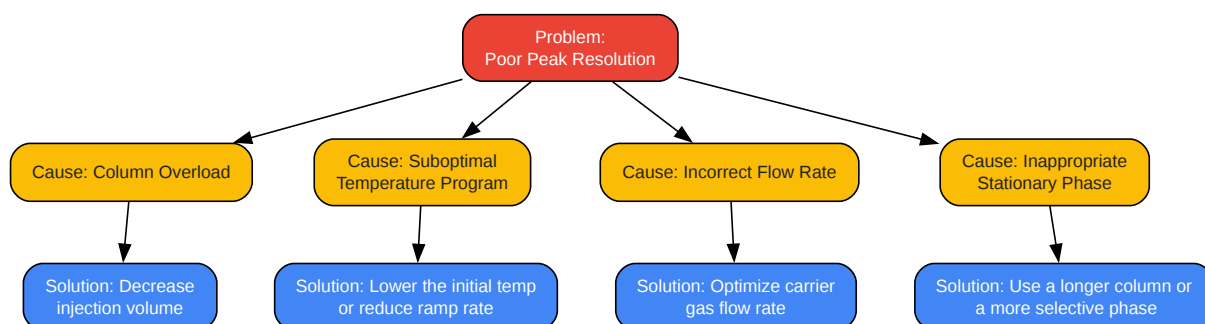 Problem:
Poor Peak Resolution
Cause: Column Overload
Cause: Suboptimal
Temperature Program
Cause: Incorrect Flow Rate
Cause: Inappropriate
Stationary Phase
Solution: Decrease
injection volume
Solution: Lower the initial temp
or reduce ramp rate
Solution: Optimize carrier
gas flow rate
Solution: Use a longer column or
a more selective phase